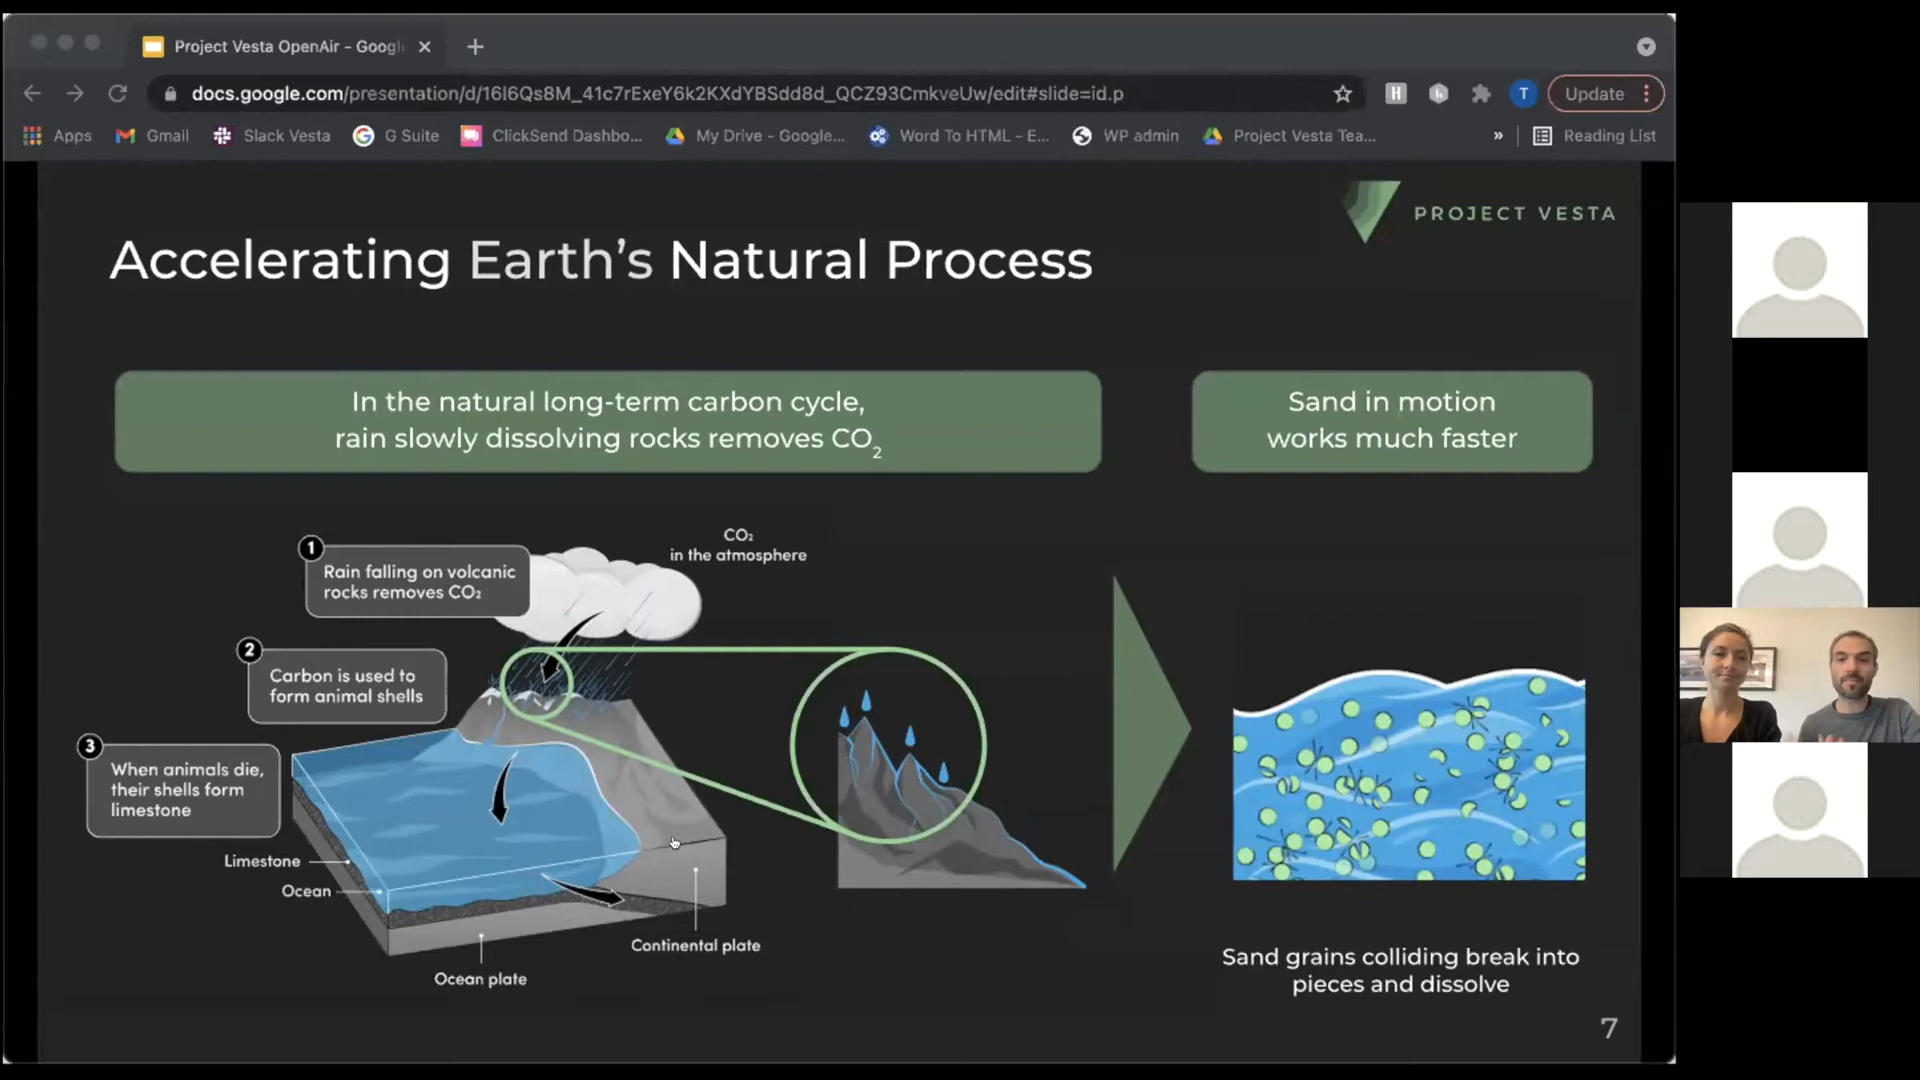 Project Vesta OpenAir - Googl
docs.google.com/presentation/d/16I6Qs8M_41c7rExeY6k2KXdYBSdd8d_QCZ93CmkveUw/edit#slide=id.p
H
T
Update
Apps
Gmail
Slack Vesta
G Suite
ClickSend Dashbo...
My Drive - Google...
Word To HTML - E...
WP admin
Project Vesta Tea...
»
Reading List
PROJECT VESTA
Accelerating Earth's Natural Process
In the natural long-term carbon cycle,
rain slowly dissolving rocks removes CO₂
Sand in motion
works much faster
CO₂
in the atmosphere
1
Rain falling on volcanic
rocks removes CO₂
2
Carbon is used to
form animal shells
3
When animals die,
their shells form
limestone
Limestone
Ocean
Ocean plate
Continental plate
Sand grains colliding break into
pieces and dissolve
7